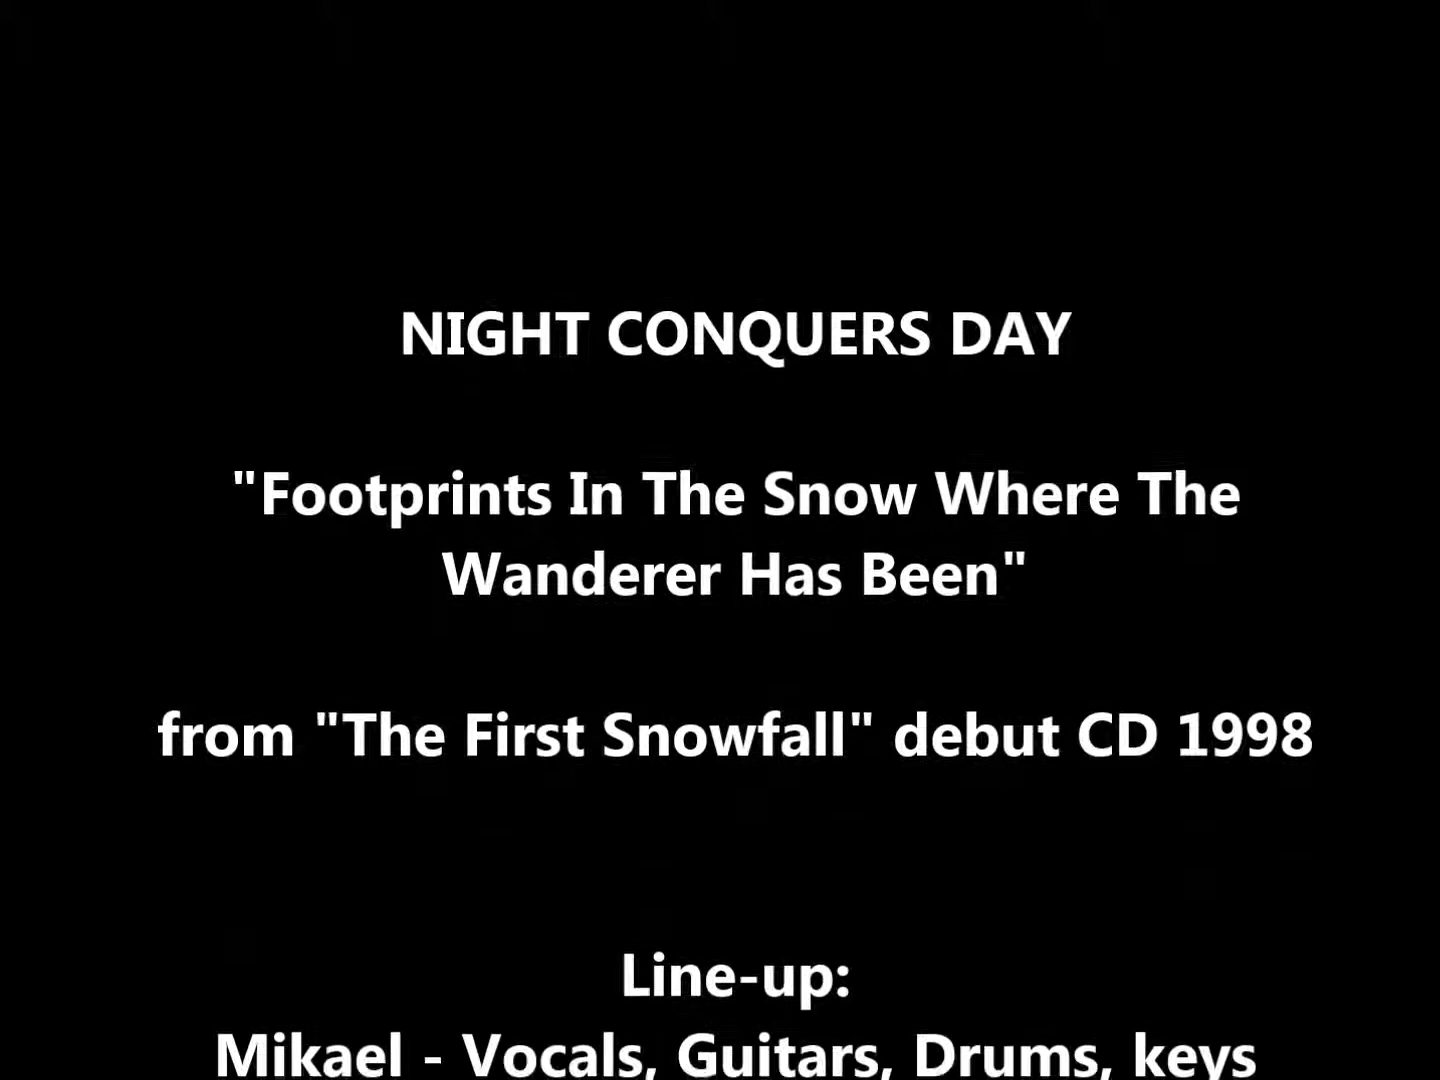 NIGHT CONQUERS DAY
"Footprints In The Snow Where The
Wanderer Has Been"
from "The First Snowfall" debut CD 1998
Line-up:
Mikael - Vocals, Guitars, Drums, keys